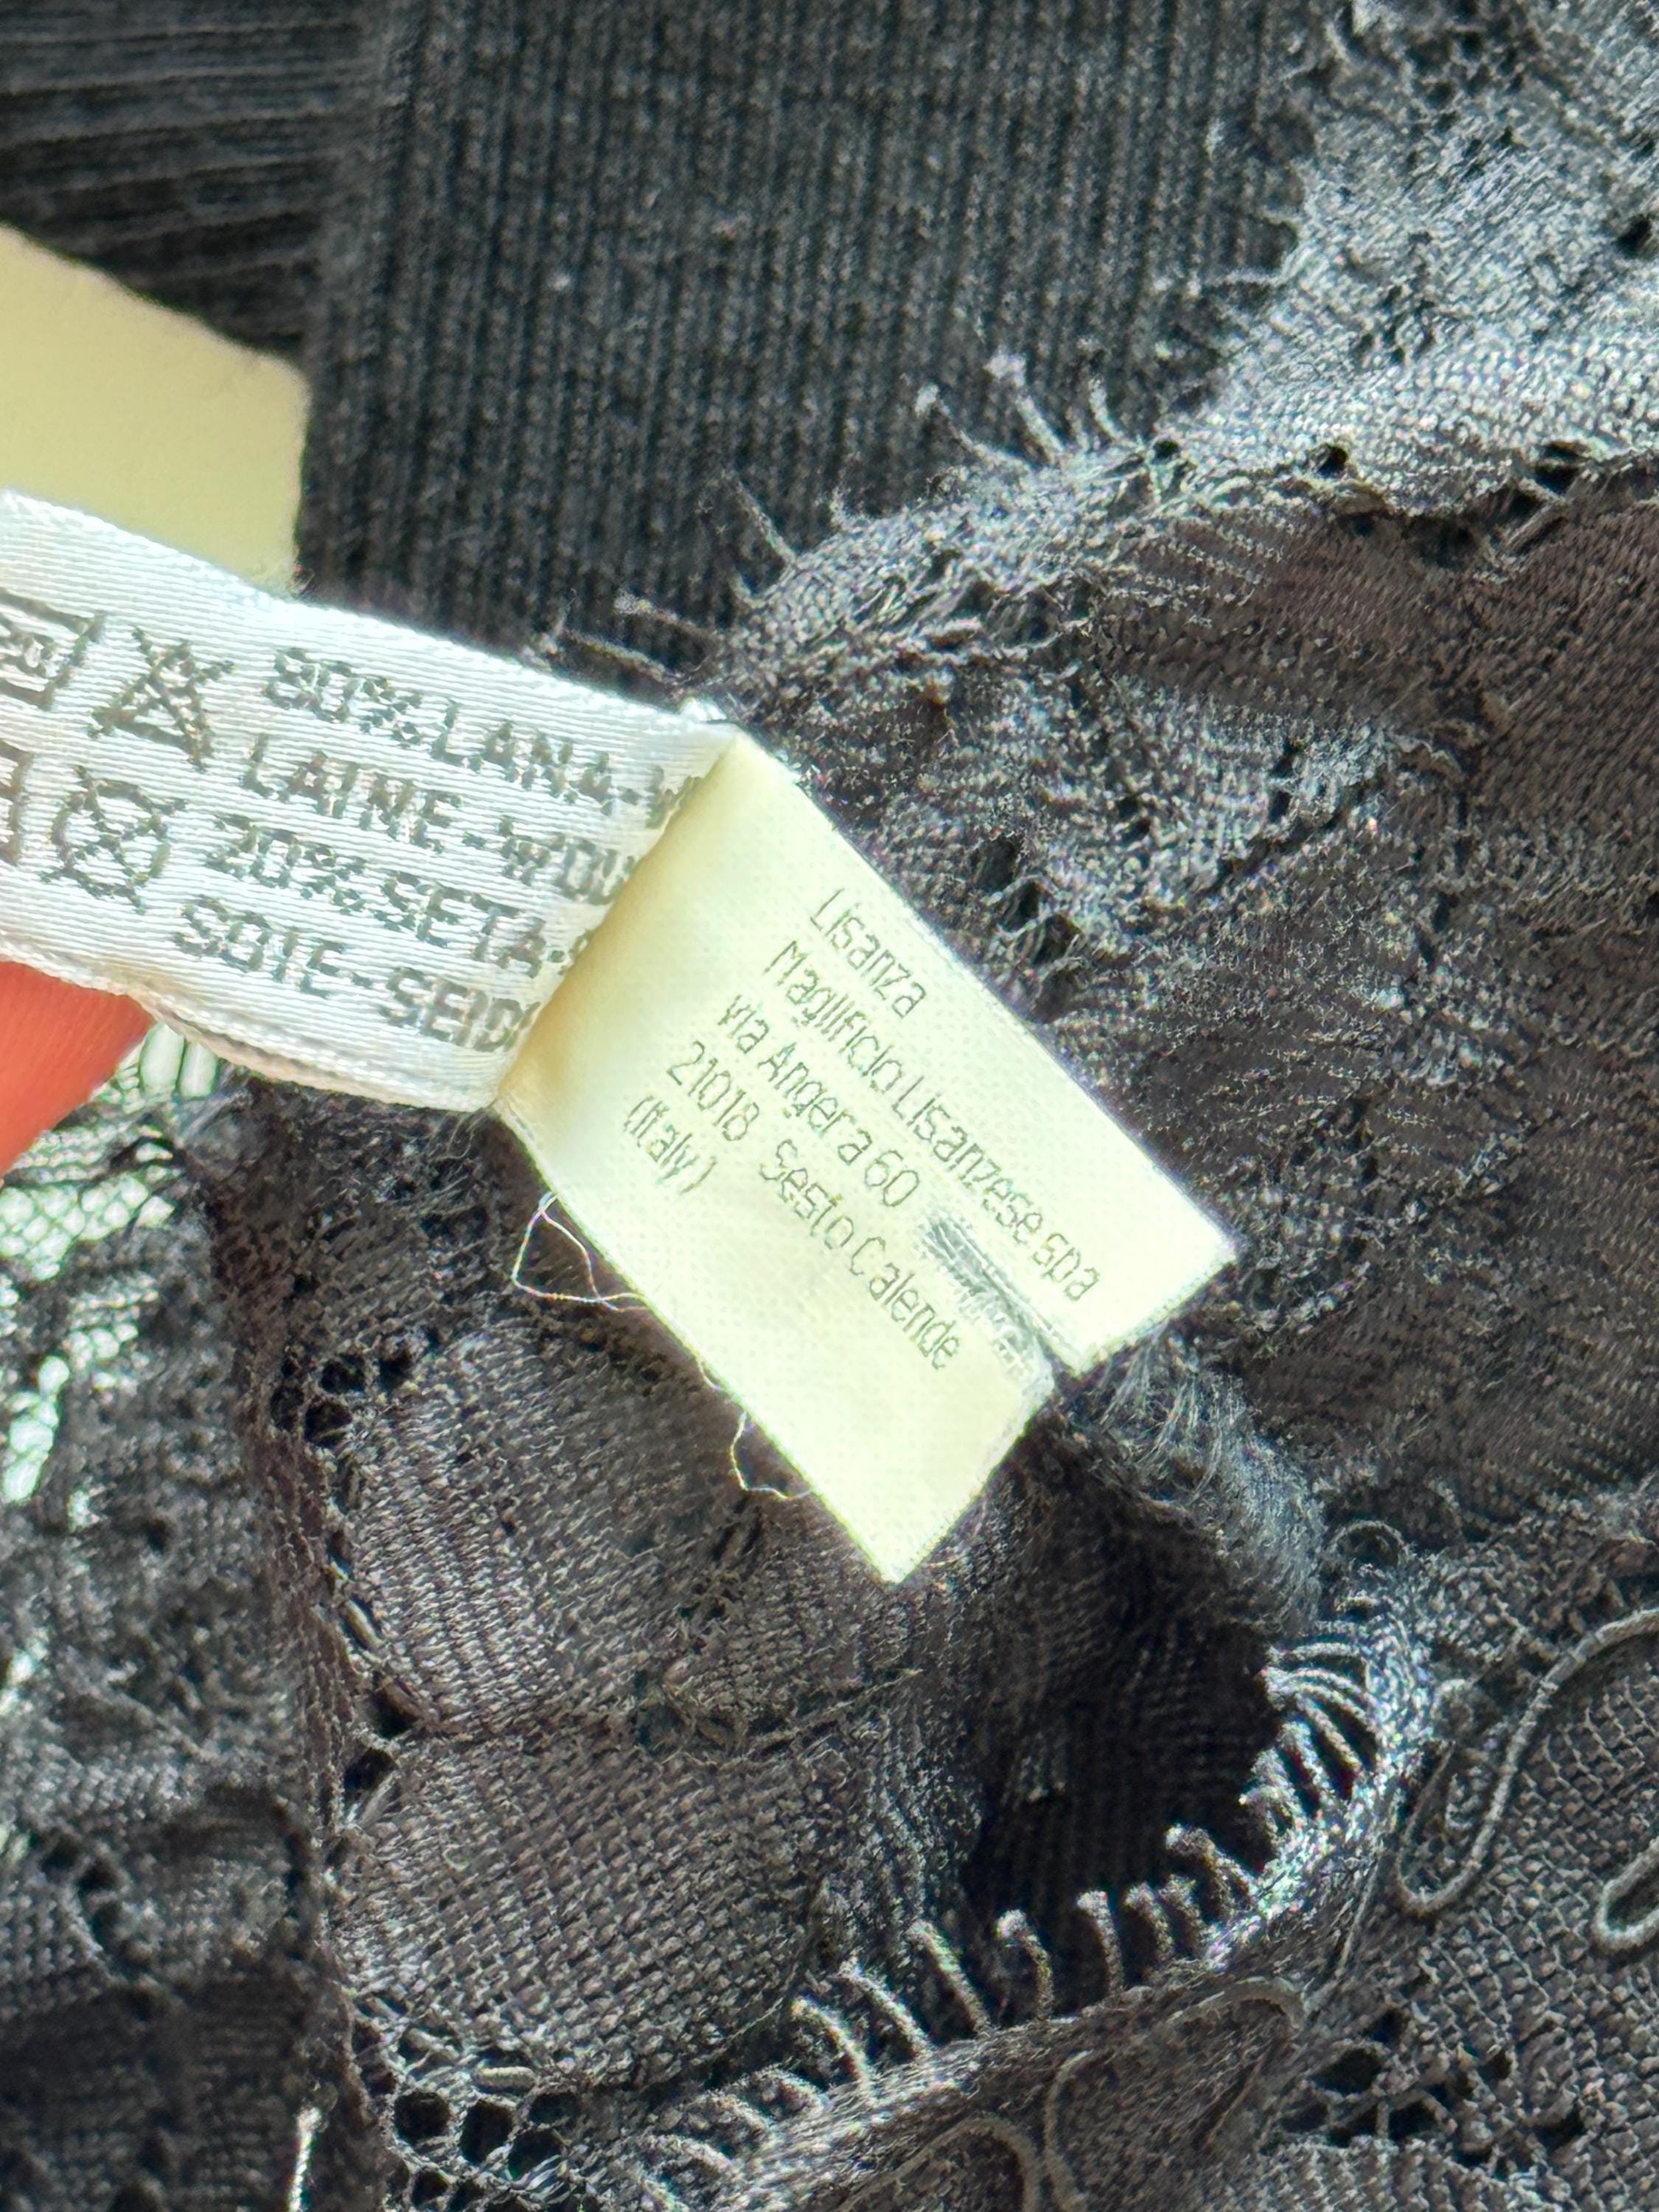 80%LANA-
LAINE-WOO
20%SETA-
SOIE-SEID
Lisanza
Maglificio Lisanzese spa
via Angera 60
21018 Sesto Calende
(Italy)